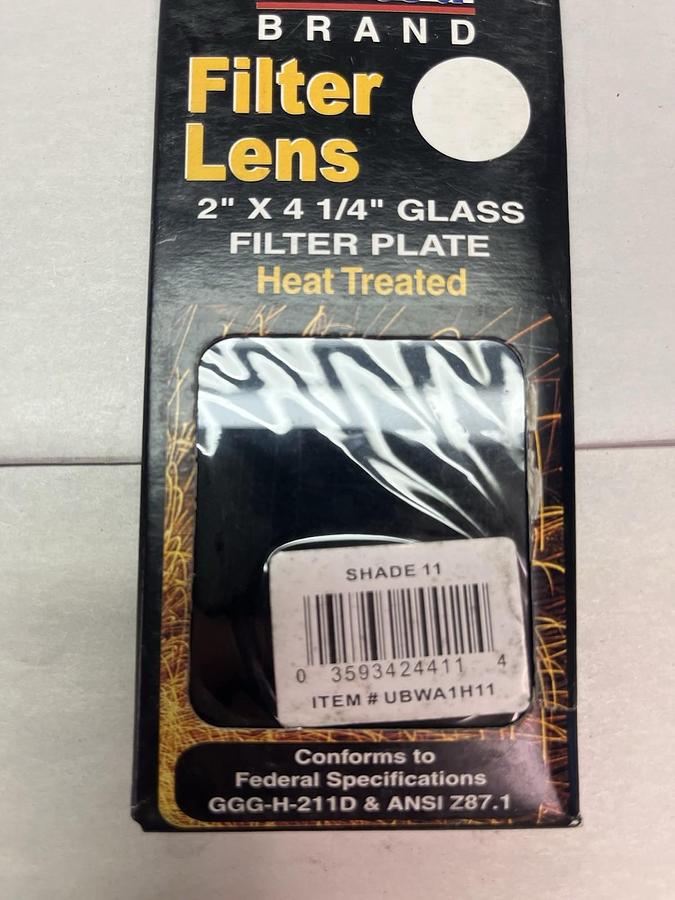 BRAND
Filter
Lens
2" X 4 1/4" GLASS
FILTER PLATE
Heat Treated
SHADE 11
0 3593424411 4
ITEM # UBWA1H11
Conforms to
Federal Specifications
GGG-H-211D & ANSI Z87.1